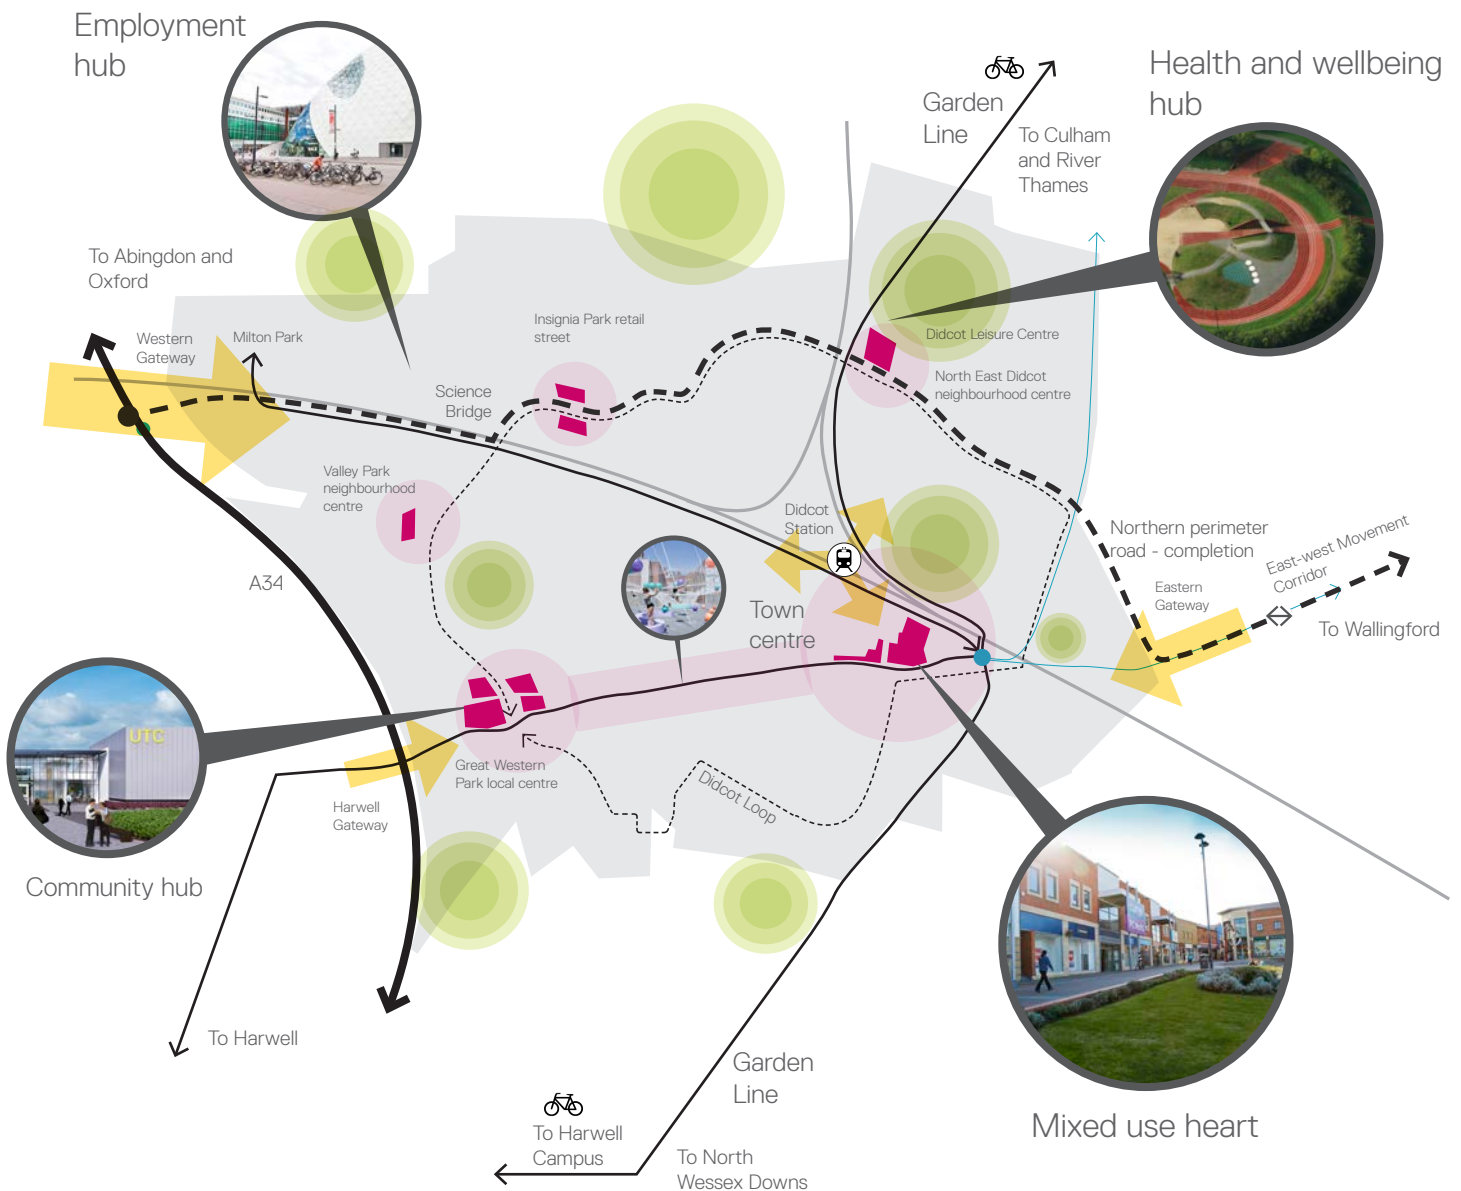 Employment
hub
Health and wellbeing
hub
Garden
Line
To Culham
and River
Thames
To Abingdon and
Oxford
Western
Gateway
Milton Park
Insignia Park retail
street
Didcot Leisure Centre
North East Didcot
neighbourhood centre
Science
Bridge
Valley Park
neighbourhood
centre
Didcot
Station
Northern perimeter
road - completion
East-west Movement
Corridor
Eastern
Gateway
To Wallingford
A34
Town
centre
UTC
Great Western
Park local centre
Didcot Loop
Harwell
Gateway
Community hub
To Harwell
Garden
Line
To Harwell
Campus
To North
Wessex Downs
Mixed use heart